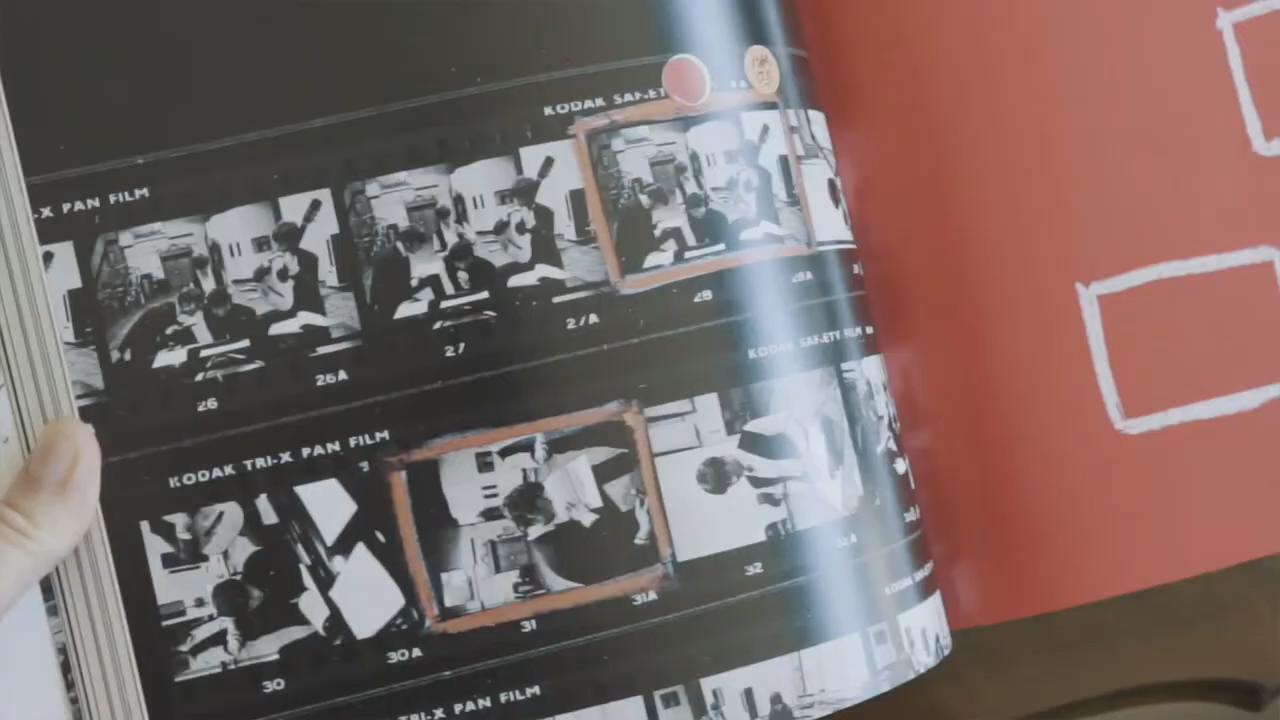 KODAK SAFETY
-X PAN FILM
28A
28
27A
27
26A
26
KODAK SAFETY FILM
KODAK TRI-X PAN FILM
32
31A
31
30A
30
TRI-X PAN FILM